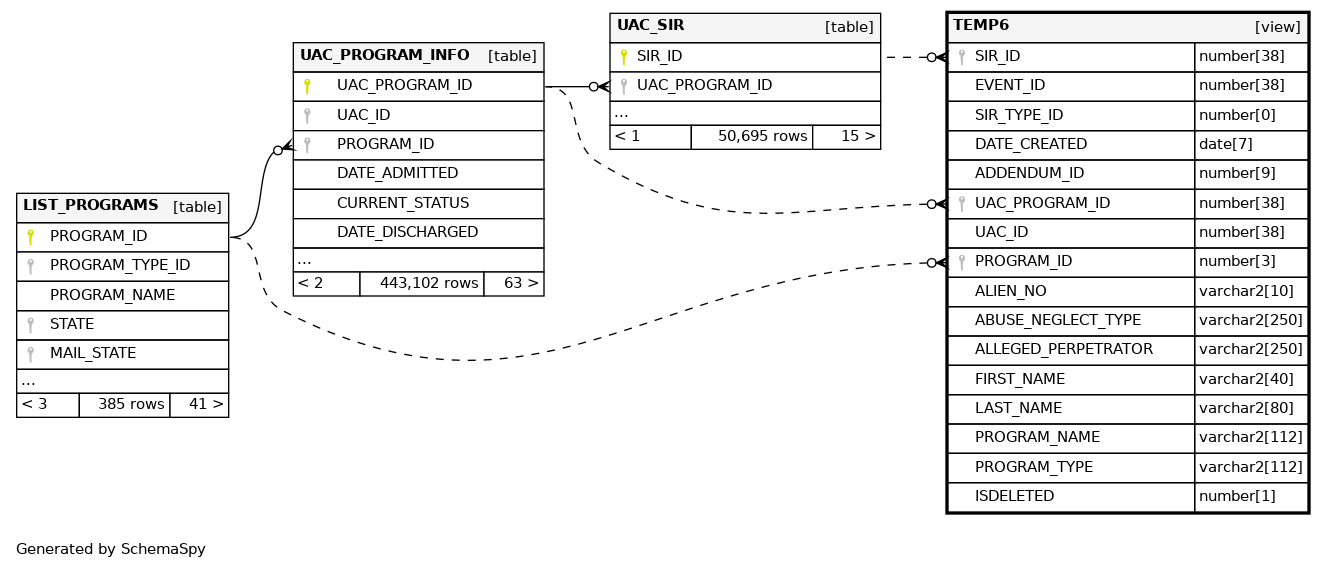 LIST_PROGRAMS [table]
PROGRAM_ID
PROGRAM_TYPE_ID
PROGRAM_NAME
STATE
MAIL_STATE
...
< 3 385 rows 41 >
UAC_PROGRAM_INFO [table]
UAC_PROGRAM_ID
UAC_ID
PROGRAM_ID
DATE_ADMITTED
CURRENT_STATUS
DATE_DISCHARGED
...
< 2 443,102 rows 63 >
UAC_SIR [table]
SIR_ID
UAC_PROGRAM_ID
...
< 1 50,695 rows 15 >
TEMP6 [view]
SIR_ID number[38]
EVENT_ID number[38]
SIR_TYPE_ID number[0]
DATE_CREATED date[7]
ADDENDUM_ID number[9]
UAC_PROGRAM_ID number[38]
UAC_ID number[38]
PROGRAM_ID number[3]
ALIEN_NO varchar2[10]
ABUSE_NEGLECT_TYPE varchar2[250]
ALLEGED_PERPETRATOR varchar2[250]
FIRST_NAME varchar2[40]
LAST_NAME varchar2[80]
PROGRAM_NAME varchar2[112]
PROGRAM_TYPE varchar2[112]
ISDELETED number[1]
Generated by SchemaSpy